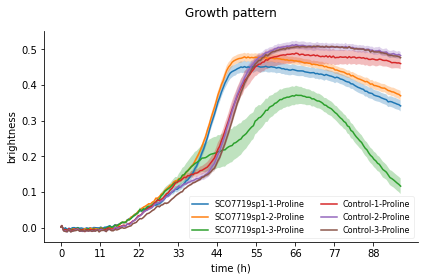 Growth pattern
brightness
0.5
0.4
0.3
0.2
0.1
0.0
SCO7719sp1-1-Proline
SCO7719sp1-2-Proline
SCO7719sp1-3-Proline
Control-1-Proline
Control-2-Proline
Control-3-Proline
0 11 22 33 44 55 66 77 88
time (h)